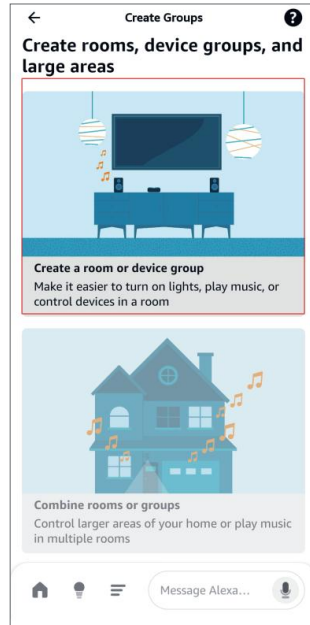 Create Groups
?
Create rooms, device groups, and
large areas
Create a room or device group
Make it easier to turn on lights, play music, or
control devices in a room
Combine rooms or groups
Control larger areas of your home or play music
in multiple rooms
Message Alexa...